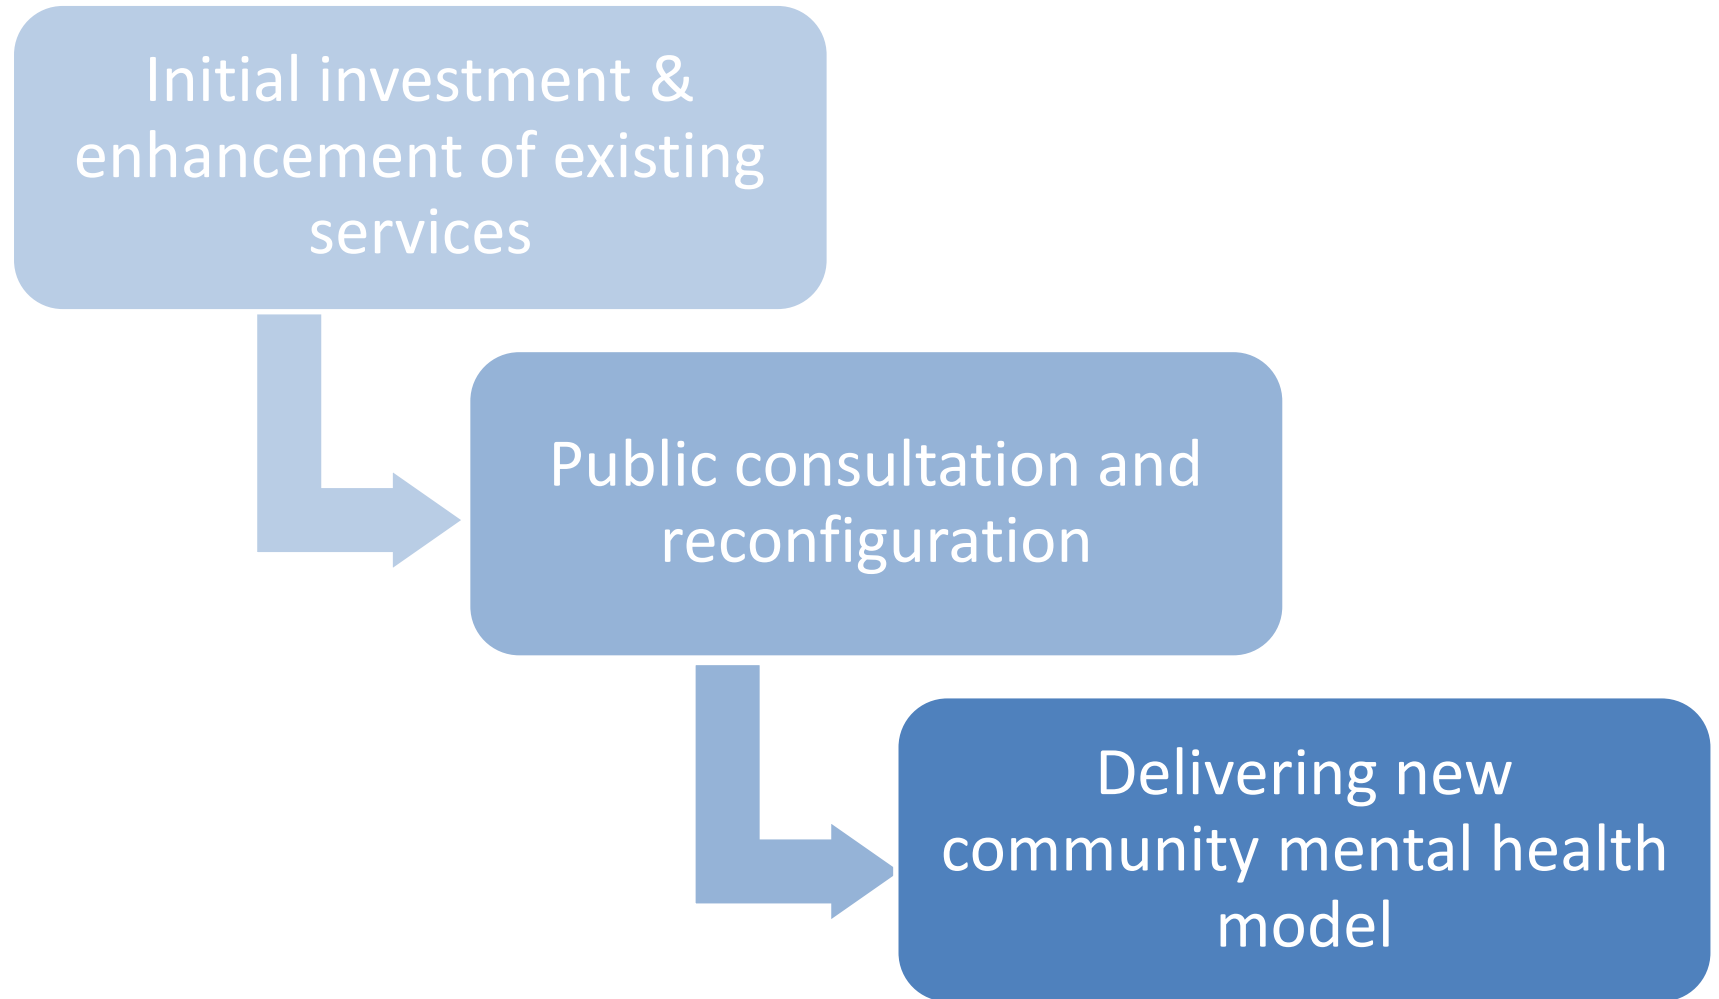 Initial investment &
enhancement of existing
services
Public consultation and
reconfiguration
Delivering new
community mental health
model